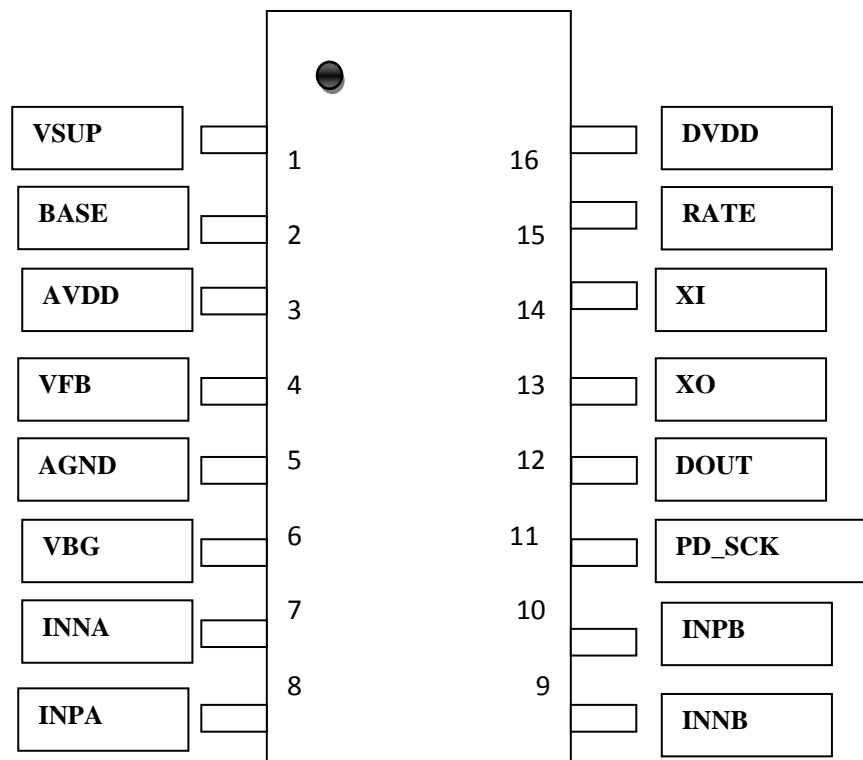 VSUP 1 16 DVDD
BASE 2 15 RATE
AVDD 3 14 XI
VFB 4 13 XO
AGND 5 12 DOUT
VBG 6 11 PD_SCK
INNA 7 10 INPB
INPA 8 9 INNB